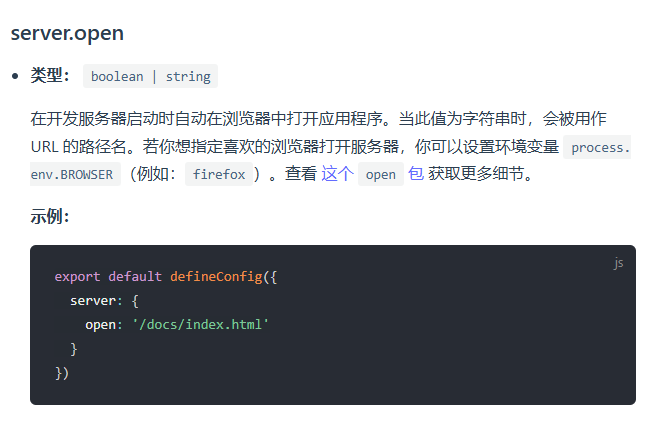 server.open
类型： boolean | string
在开发服务器启动时自动在浏览器中打开应用程序。当此值为字符串时，会被用作
URL 的路径名。若你想指定喜欢的浏览器打开服务器，你可以设置环境变量 process.
env.BROWSER （例如： firefox ）。查看 这个 open 包 获取更多细节。
示例：
js
export default defineConfig({
  server: {
    open: '/docs/index.html'
  }
})